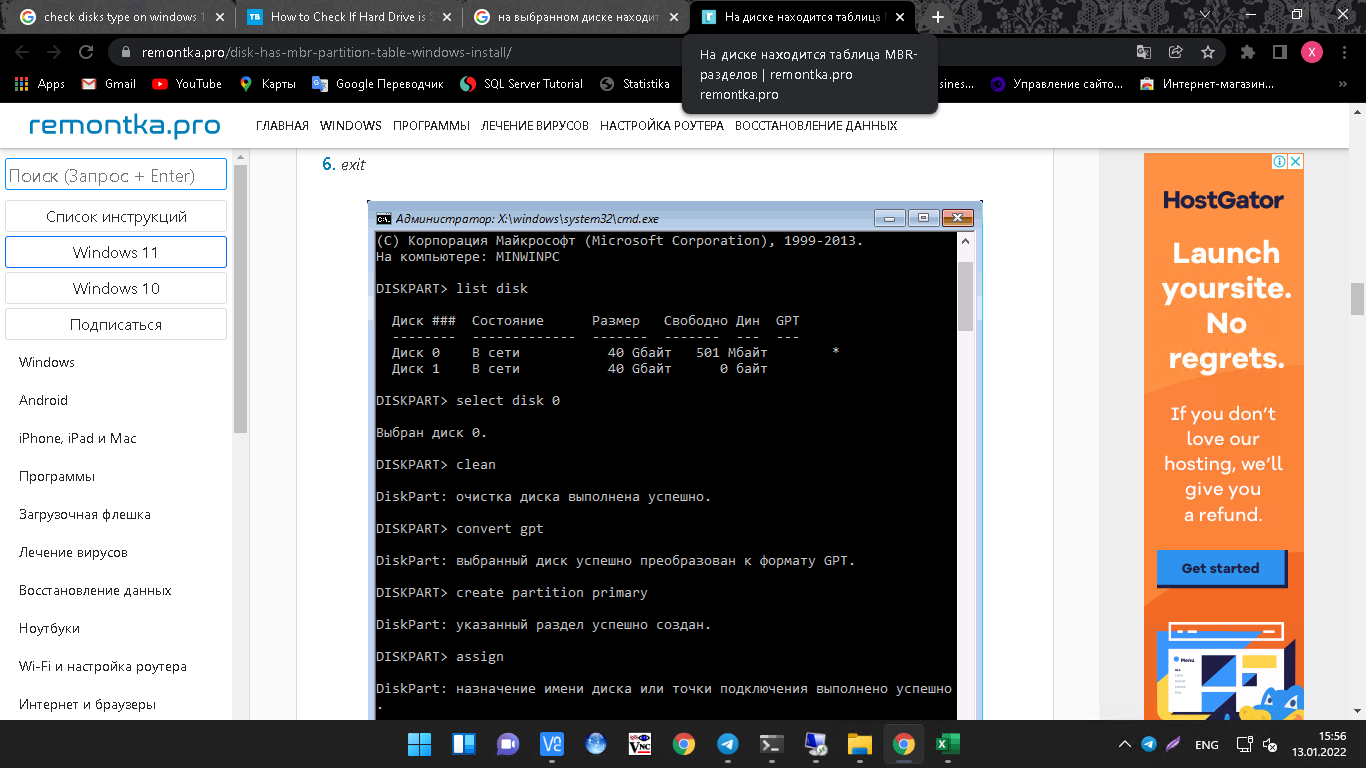 check disks type on windows 1
How to Check If Hard Drive is S
на выбранном диске находит
На диске находится таблица
remontka.pro/disk-has-mbr-partition-table-windows-install/
X
На диске находится таблица MBR-
разделов | remontka.pro
remontka.pro
Apps
Gmail
YouTube
Карты
Google Переводчик
SQL Server Tutorial
Statistika
sines...
Управление сайто...
Интернет-магазин...
»
remontka.pro
ГЛАВНАЯ WINDOWS ПРОГРАММЫ ЛЕЧЕНИЕ ВИРУСОВ НАСТРОЙКА РОУТЕРА ВОССТАНОВЛЕНИЕ ДАННЫХ
Поиск (Запрос + Enter)
Список инструкций
Windows 11
Windows 10
Подписаться
Windows
Android
iPhone, iPad и Mac
Программы
Загрузочная флешка
Лечение вирусов
Восстановление данных
Ноутбуки
Wi-Fi и настройка роутера
Интернет и браузеры
6. exit
Администратор: X:\windows\system32\cmd.exe
(C) Корпорация Майкрософт (Microsoft Corporation), 1999-2013.
На компьютере: MINWINPC
DISKPART> list disk
Диск ### Состояние Размер Свободно Дин GPT
-------- ------------- ------- ------- --- ---
Диск 0 В сети 40 Gбайт 501 Mбайт *
Диск 1 В сети 40 Gбайт 0 байт
DISKPART> select disk 0
Выбран диск 0.
DISKPART> clean
DiskPart: очистка диска выполнена успешно.
DISKPART> convert gpt
DiskPart: выбранный диск успешно преобразован к формату GPT.
DISKPART> create partition primary
DiskPart: указанный раздел успешно создан.
DISKPART> assign
DiskPart: назначение имени диска или точки подключения выполнено успешно
.
HostGator
Launch
yoursite.
No
regrets.
If you don't
love our
hosting, we'll
give you
a refund.
Get started
Menu
VNC
ENG
15:56
13.01.2022